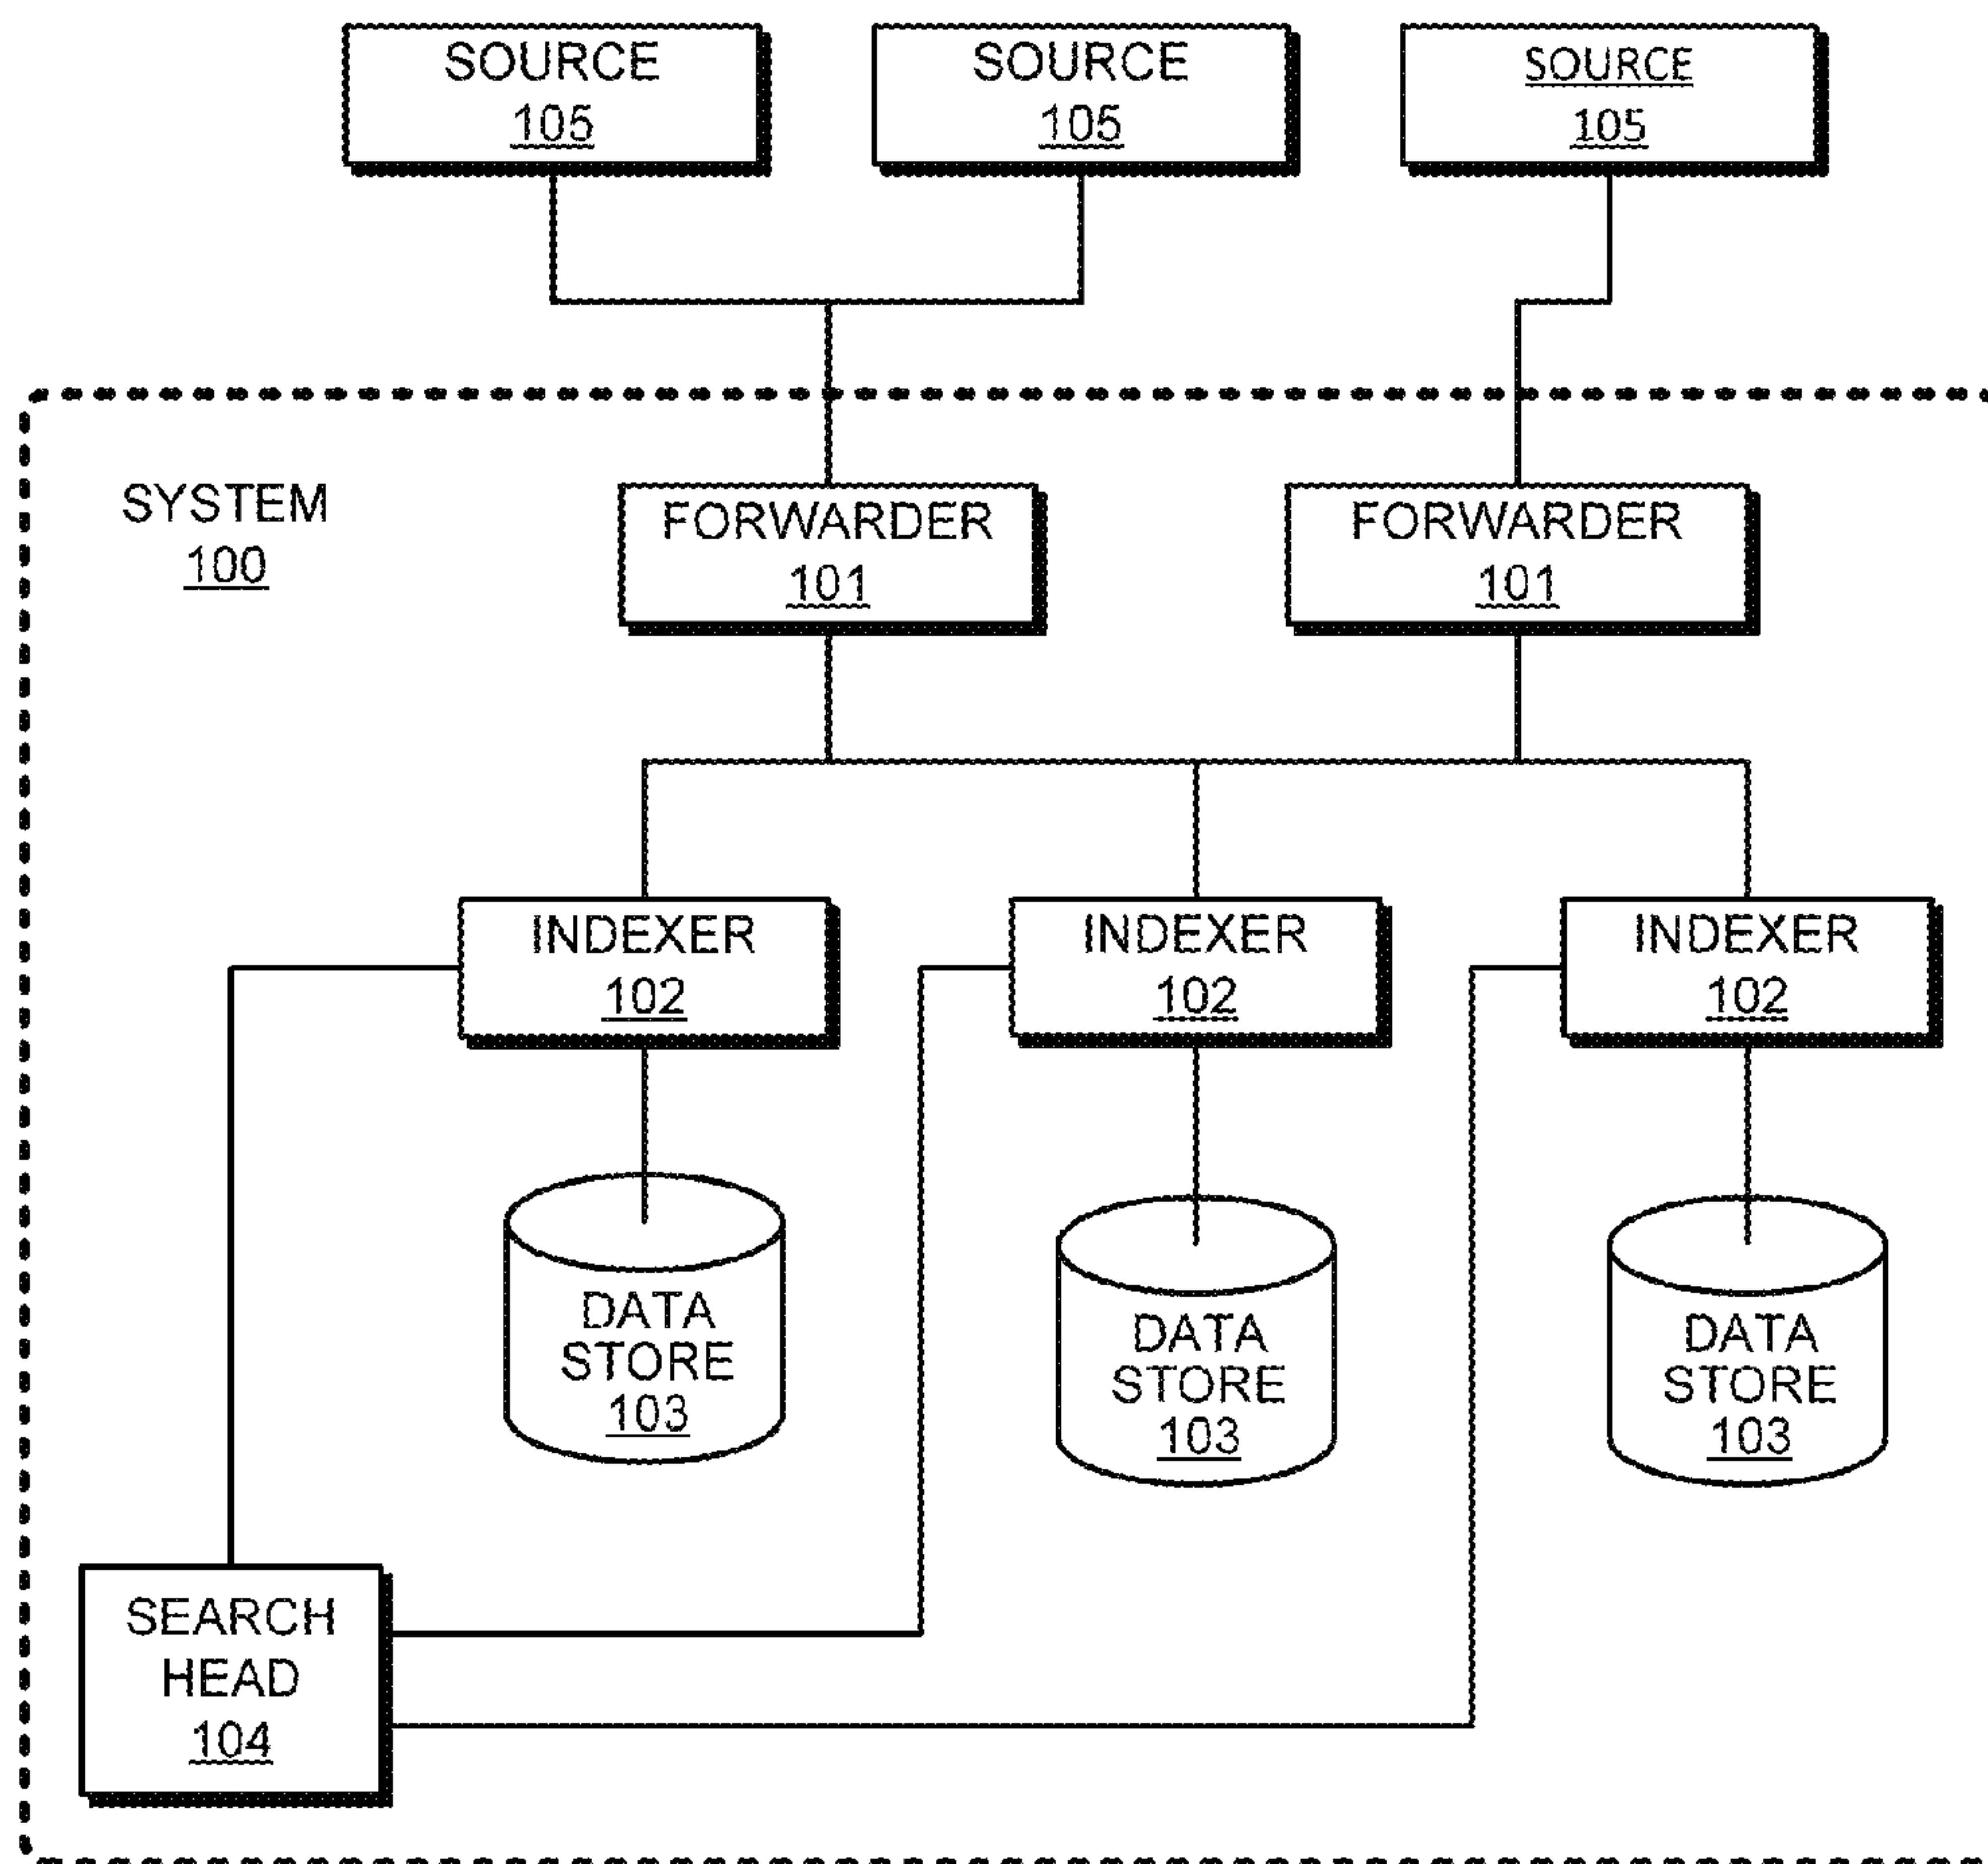 SOURCE
105
SOURCE
105
SOURCE
105
SYSTEM
100
FORWARDER
101
FORWARDER
101
INDEXER
102
INDEXER
102
INDEXER
102
DATA
STORE
103
DATA
STORE
103
DATA
STORE
103
SEARCH
HEAD
104